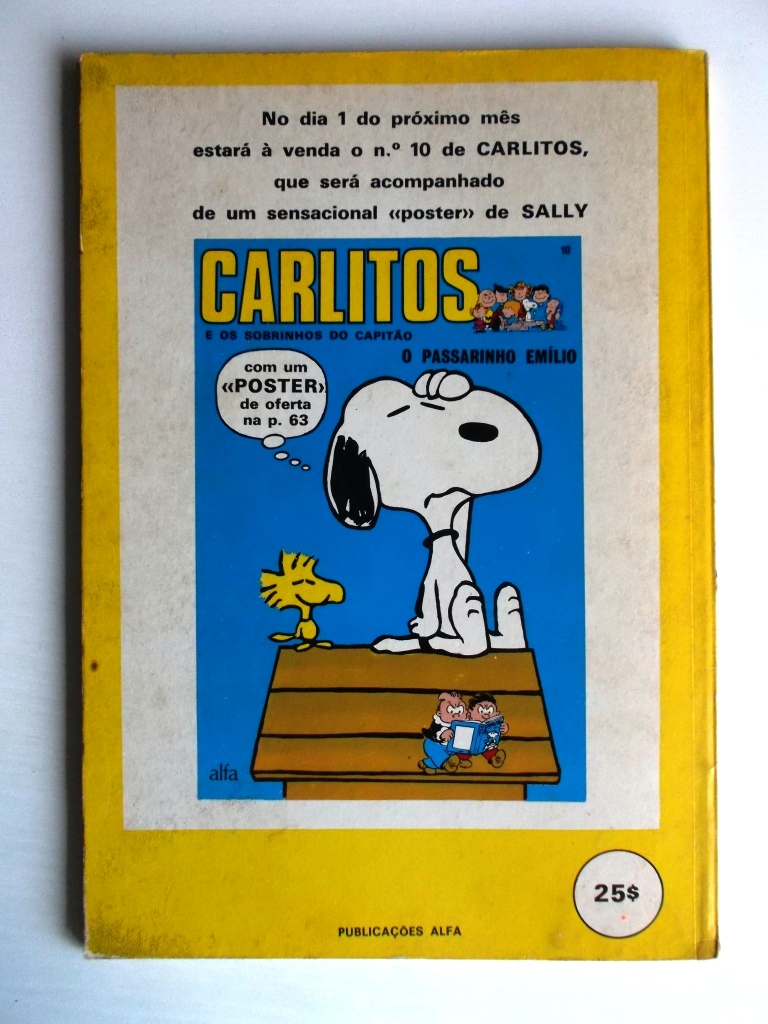 No dia 1 do próximo mês
estará à venda o n.º 10 de CARLITOS,
que será acompanhado
de um sensacional «poster» de SALLY
10
CARLITOS
E OS SOBRINHOS DO CAPITÃO
O PASSARINHO EMÍLIO
com um
«POSTER»
de oferta
na p. 63
alfa
25$
PUBLICAÇÕES ALFA